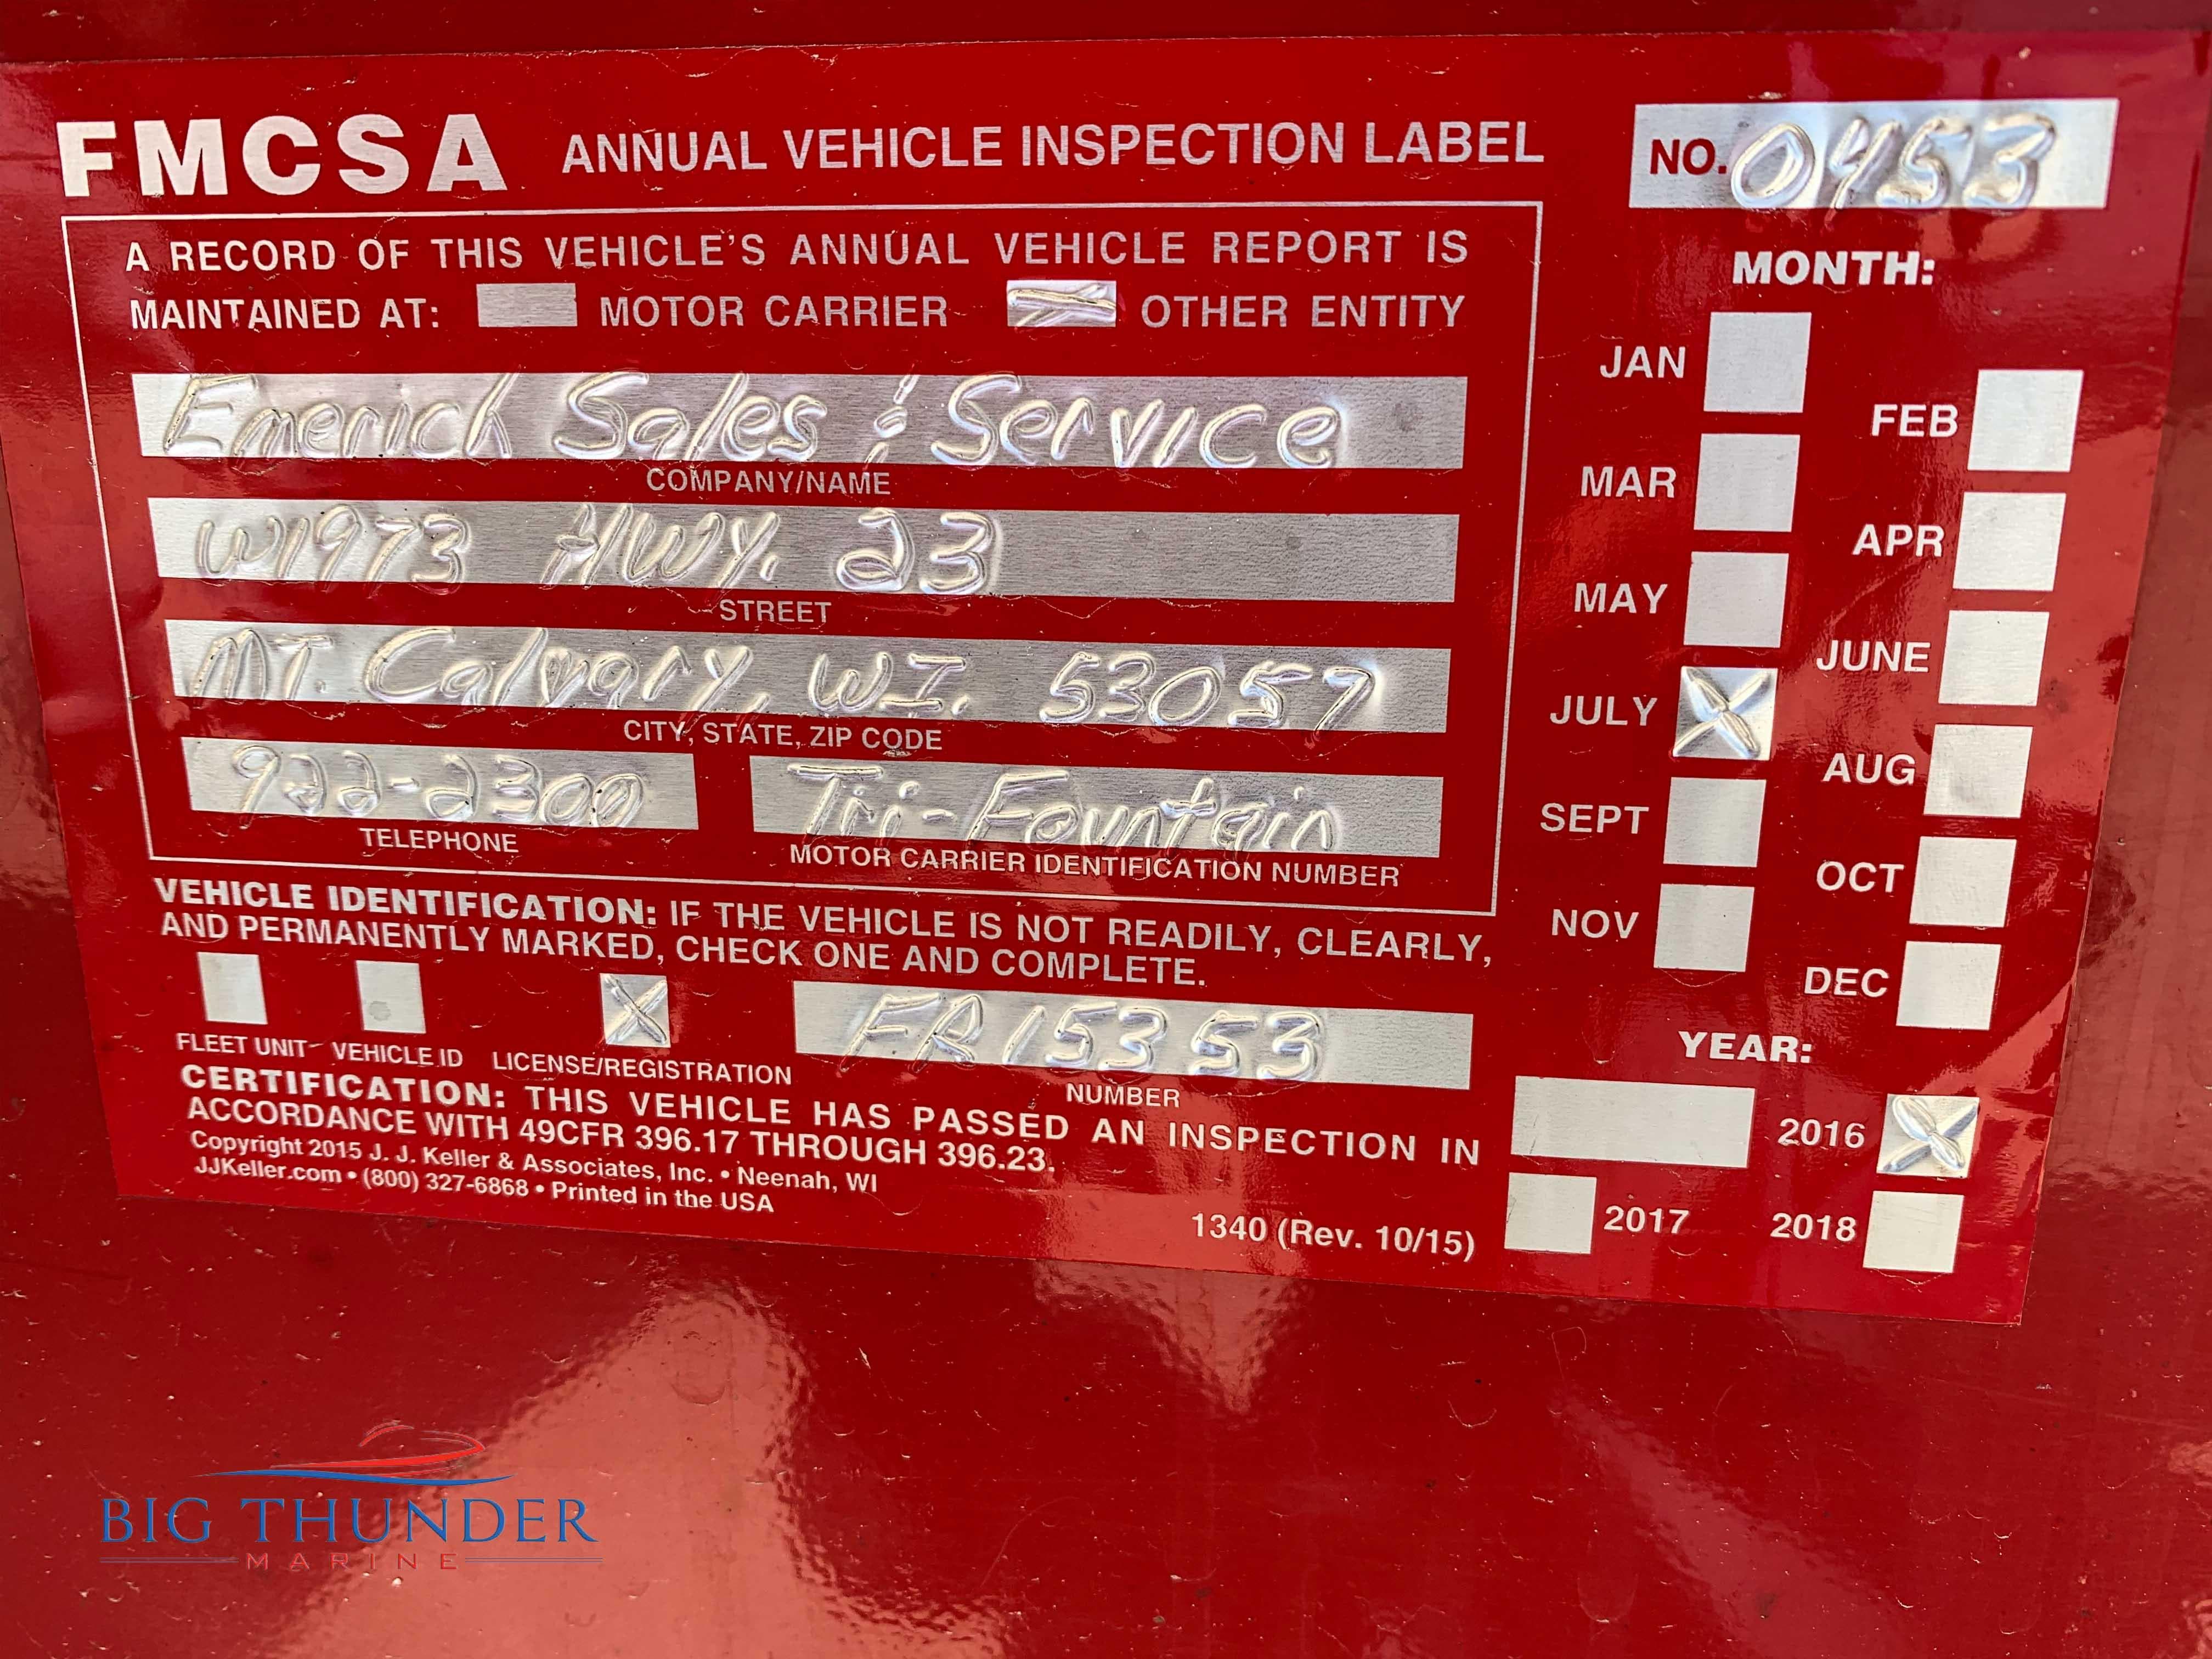 FMCSA ANNUAL VEHICLE INSPECTION LABEL
NO. 0453
A RECORD OF THIS VEHICLE'S ANNUAL VEHICLE REPORT IS
MAINTAINED AT: MOTOR CARRIER OTHER ENTITY
Emerich Sales & Service
COMPANY/NAME
W1973 HWY. 23
STREET
MT. Calvary, WI. 53057
CITY, STATE, ZIP CODE
922-2300 Tri-Fountain
TELEPHONE MOTOR CARRIER IDENTIFICATION NUMBER
VEHICLE IDENTIFICATION: IF THE VEHICLE IS NOT READILY, CLEARLY,
AND PERMANENTLY MARKED, CHECK ONE AND COMPLETE.
X FR15353
FLEET UNIT VEHICLE ID LICENSE/REGISTRATION NUMBER
CERTIFICATION: THIS VEHICLE HAS PASSED AN INSPECTION IN
ACCORDANCE WITH 49CFR 396.17 THROUGH 396.23.
Copyright 2015 J. J. Keller & Associates, Inc. • Neenah, WI
JJKeller.com • (800) 327-6868 • Printed in the USA
1340 (Rev. 10/15)
MONTH:
JAN
FEB
MAR
APR
MAY
JUNE
JULY X
AUG
SEPT
OCT
NOV
DEC
YEAR:
2016 X
2017 2018
BIG THUNDER
MARINE